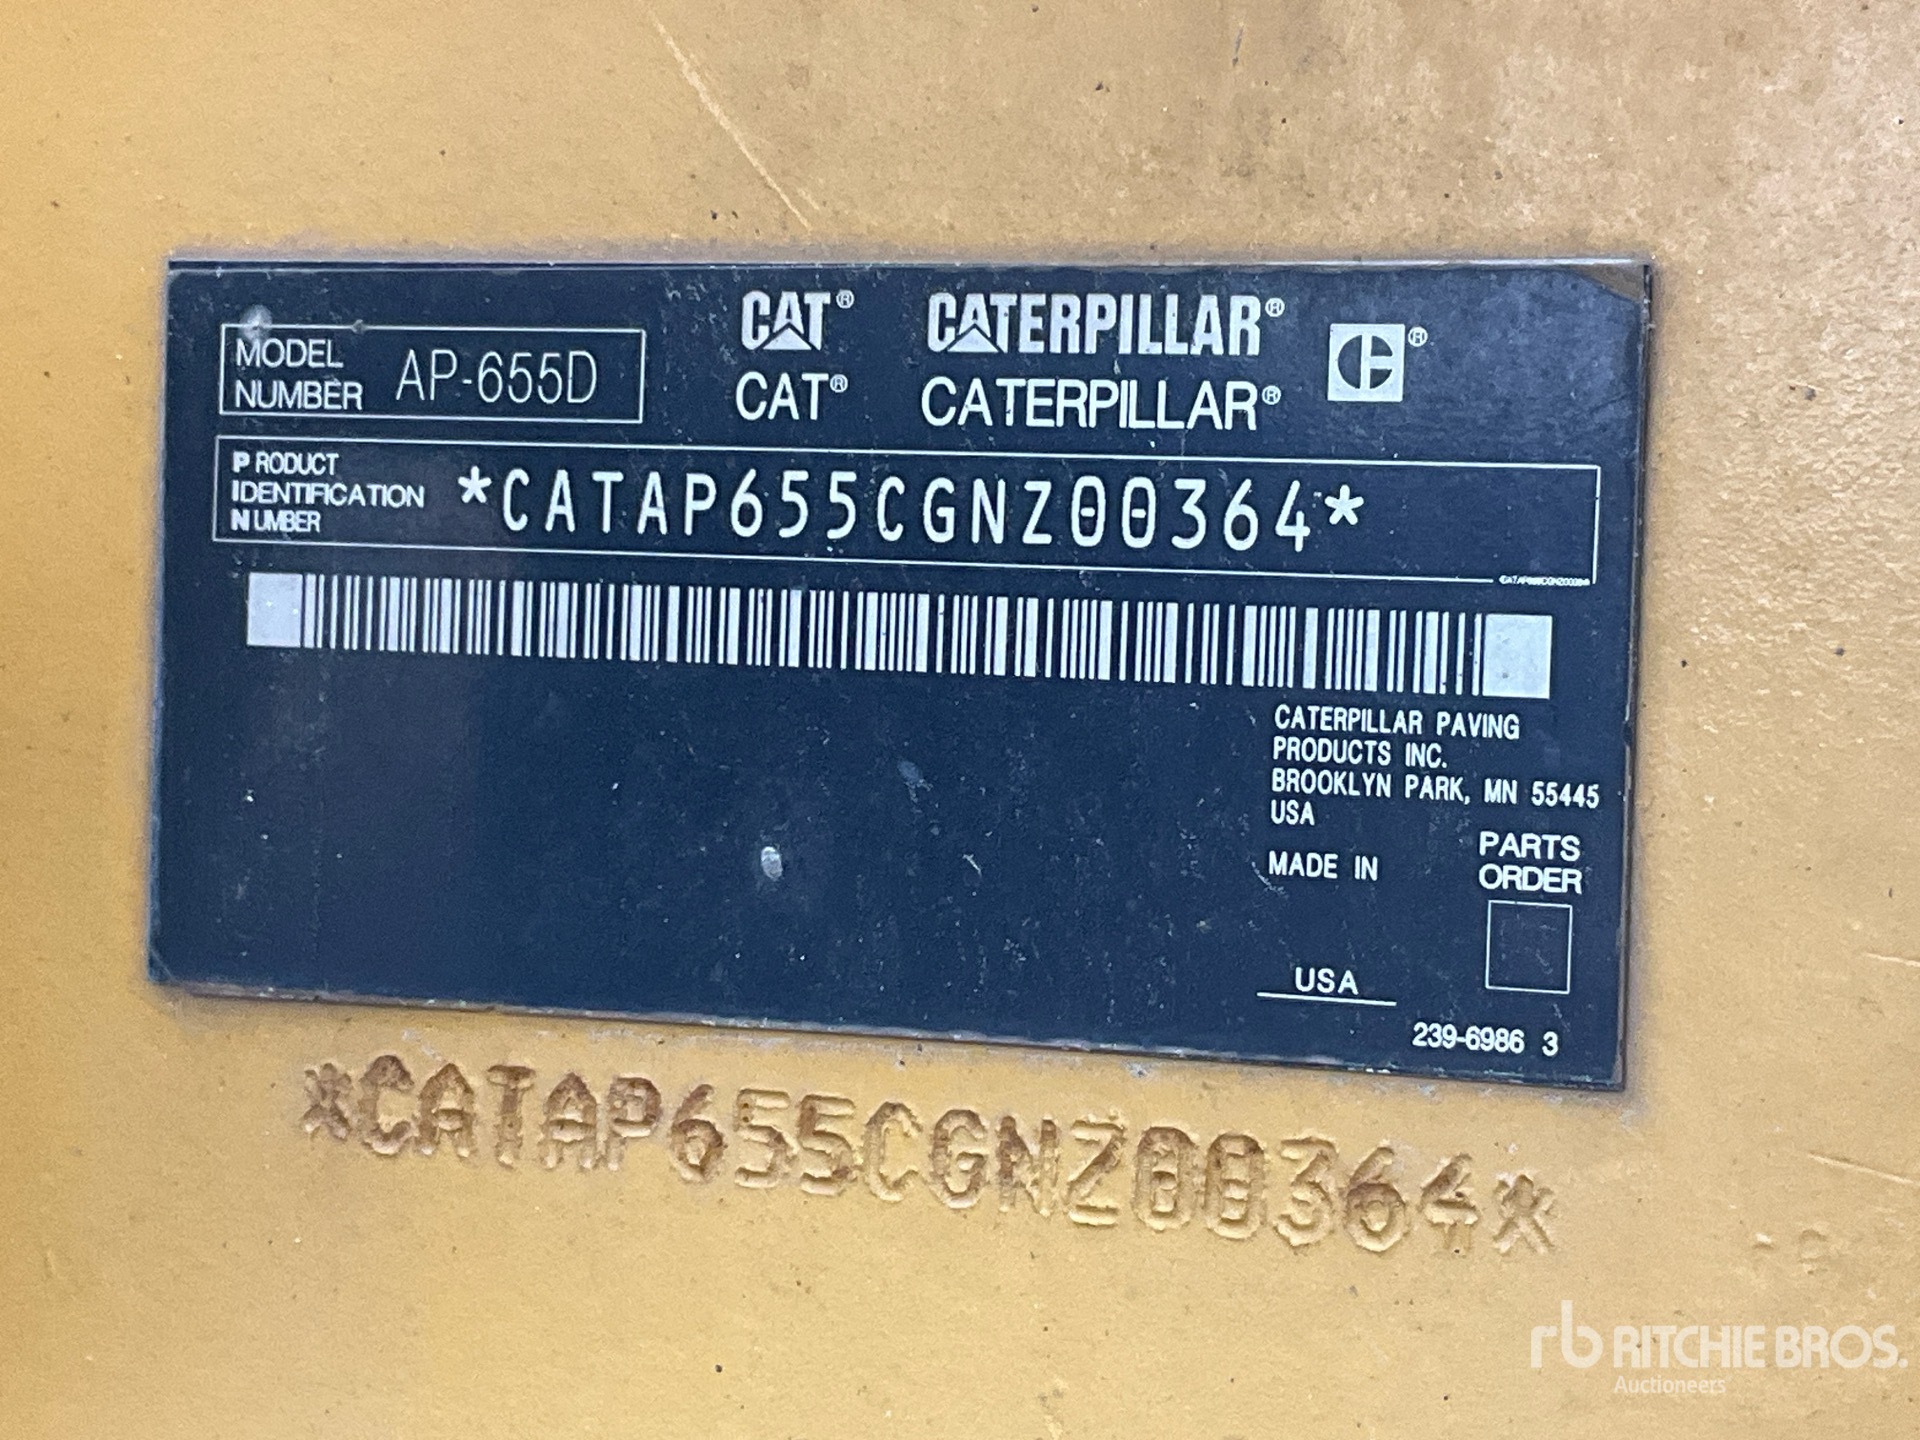 MODEL NUMBER AP-655D
CAT® CATERPILLAR® ®
CAT® CATERPILLAR®
PRODUCT IDENTIFICATION NUMBER *CATAP655CGNZ00364*
CATERPILLAR PAVING
PRODUCTS INC.
BROOKLYN PARK, MN 55445
USA
MADE IN
USA
PARTS
ORDER
239-6986 3
*CATAP655CGNZ00364*
rb RITCHIE BROS.
Auctioneers